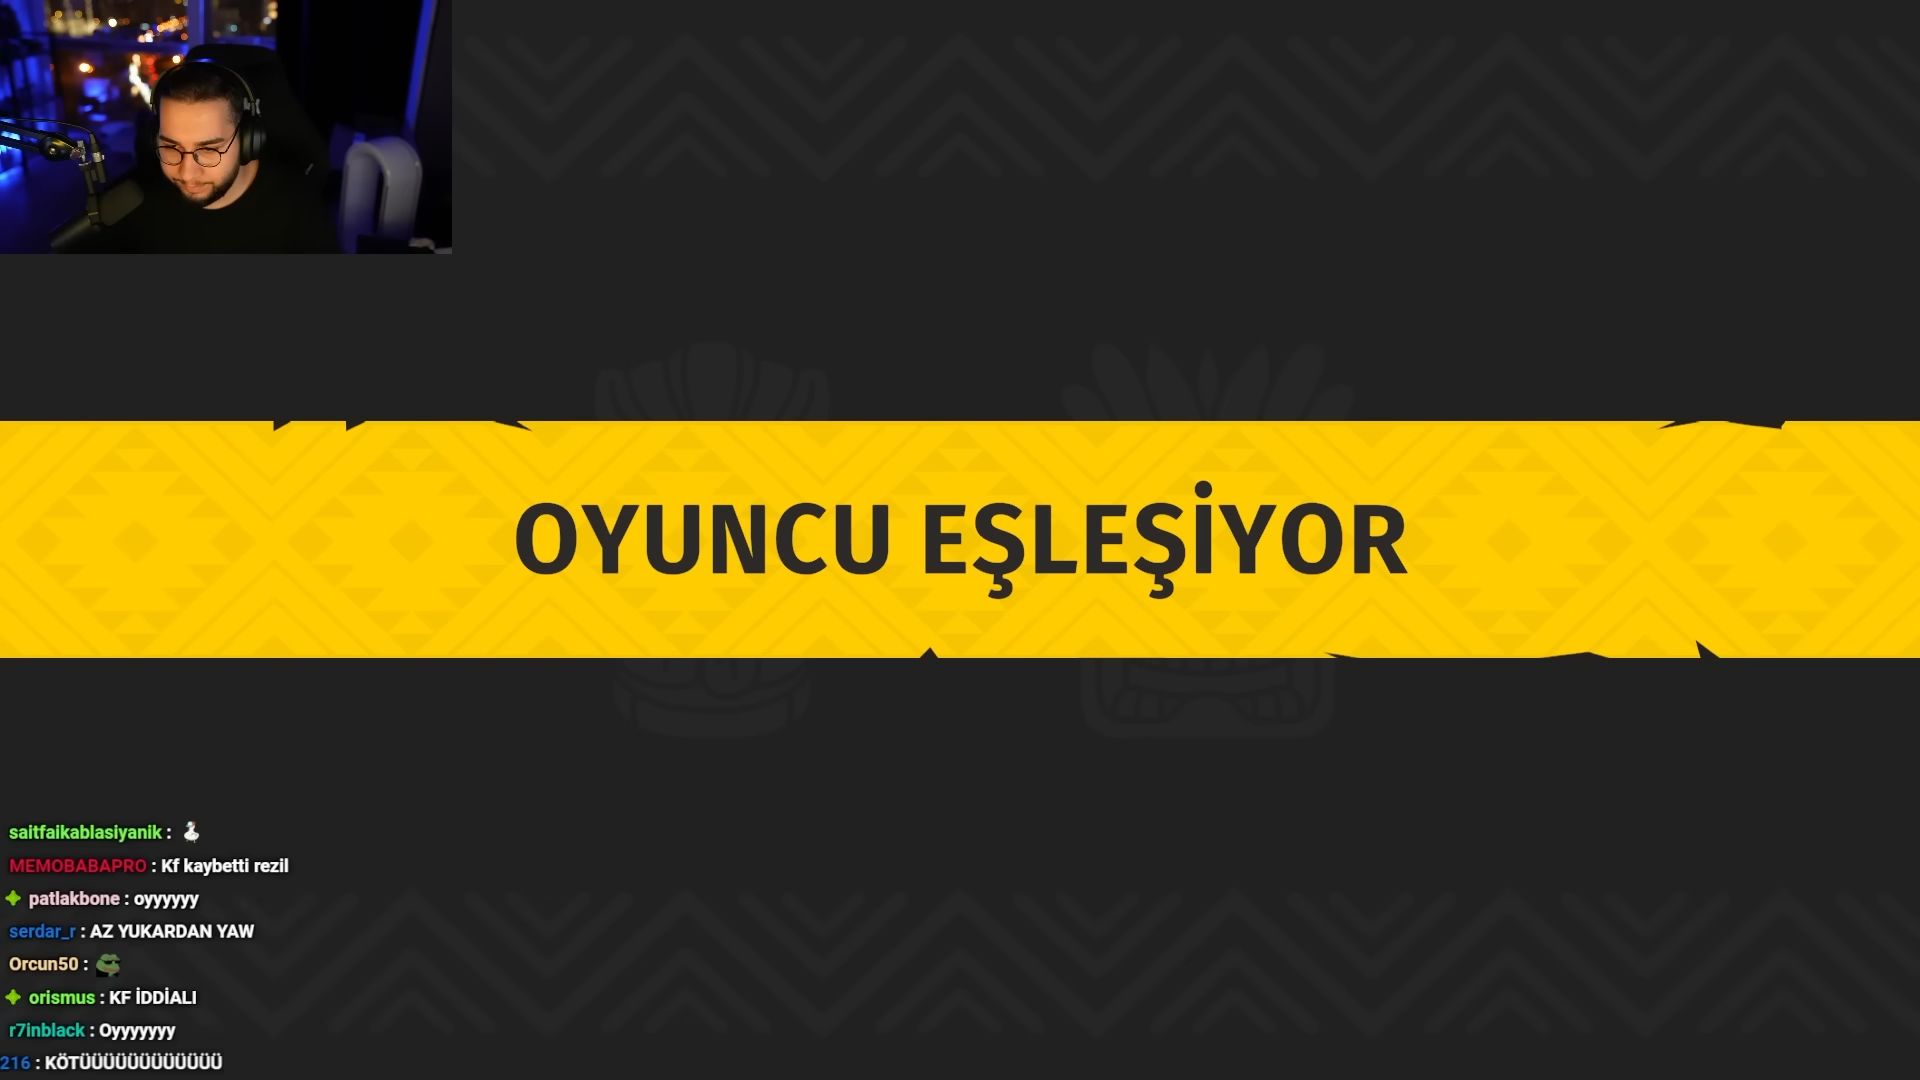 OYUNCU EŞLEŞİYOR
saitfaikablasiyanik :
MEMOBABAPRO : Kf kaybetti rezil
patlakbone : oyyyyyy
serdar_r : AZ YUKARDAN YAW
Orcun50 :
orismus : KF İDDİALI
r7inblack : Oyyyyyyy
216 : KÖTÜÜÜÜÜÜÜÜÜÜÜÜ